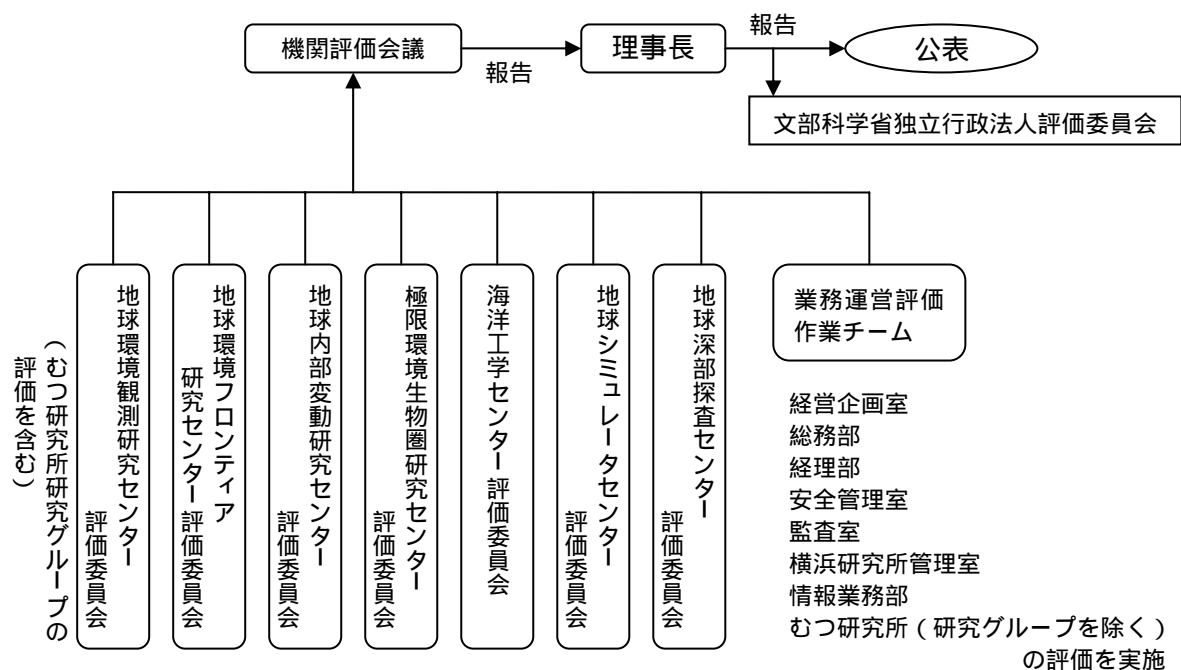 機関評価会議
報告
理事長
報告
公表
文部科学省独立行政法人評価委員会
地球環境観測研究センター
評価委員会
（むつ研究所研究グループの
評価を含む）
地球環境フロンティア
研究センター評価委員会
地球内部変動研究センター
評価委員会
極限環境生物圏研究センター
評価委員会
海洋工学センター評価委員会
地球シミュレータセンター
評価委員会
地球深部探査センター
評価委員会
業務運営評価
作業チーム
経営企画室
総務部
経理部
安全管理室
監査室
横浜研究所管理室
情報業務部
むつ研究所（研究グループを除く）
の評価を実施